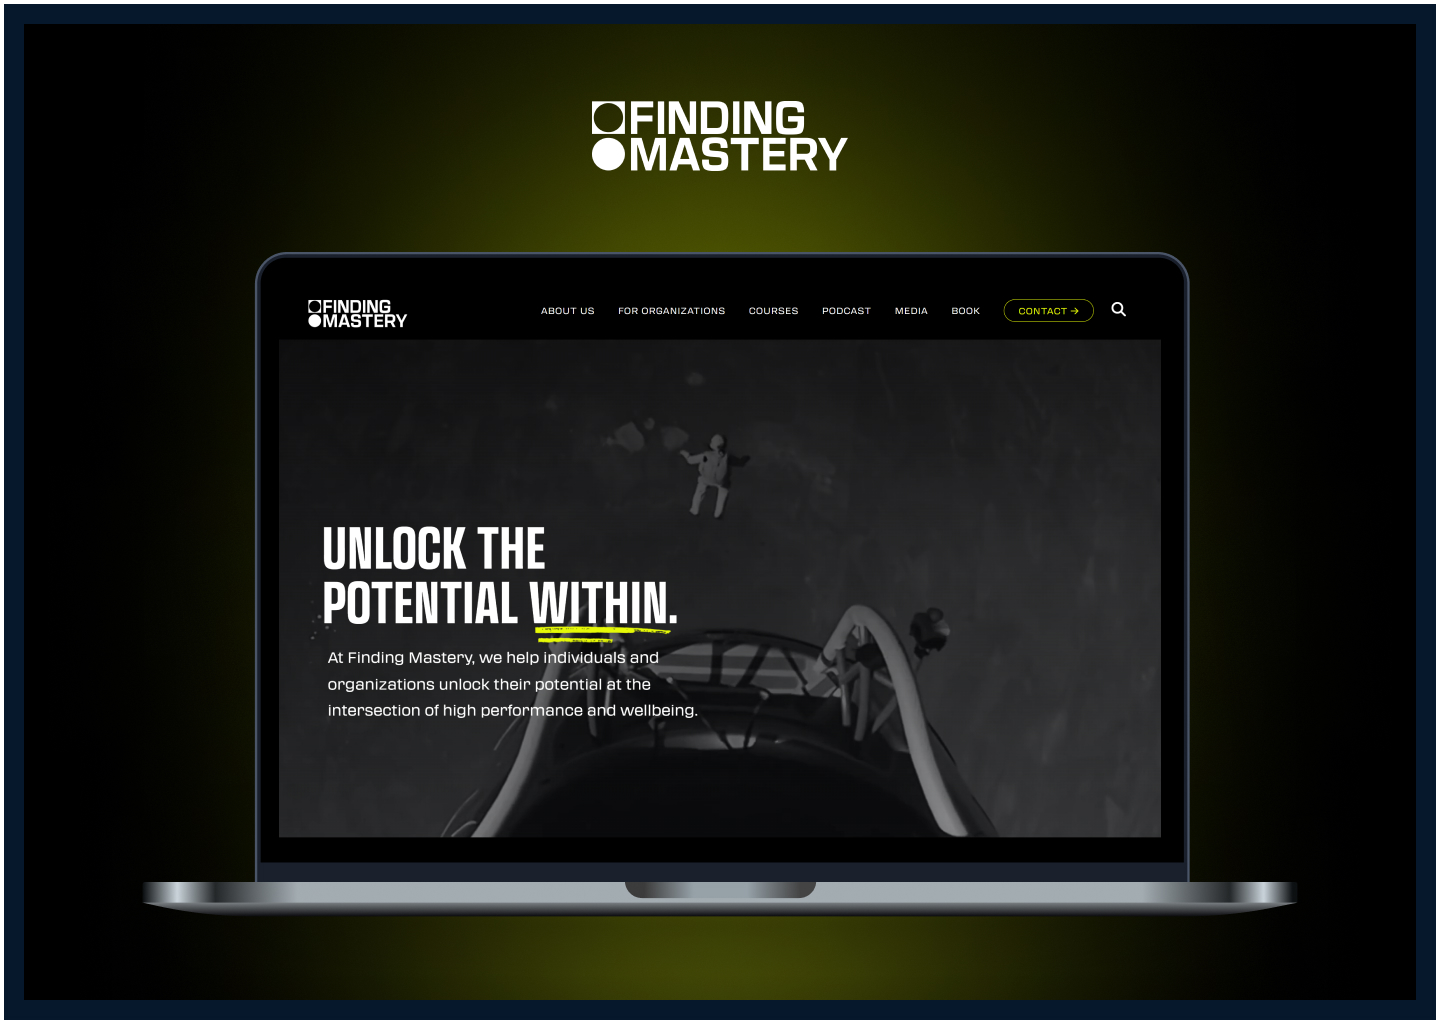 FINDING
MASTERY
FINDING
MASTERY
ABOUT US FOR ORGANIZATIONS COURSES PODCAST MEDIA BOOK CONTACT →
UNLOCK THE
POTENTIAL WITHIN.
At Finding Mastery, we help individuals and
organizations unlock their potential at the
intersection of high performance and wellbeing.